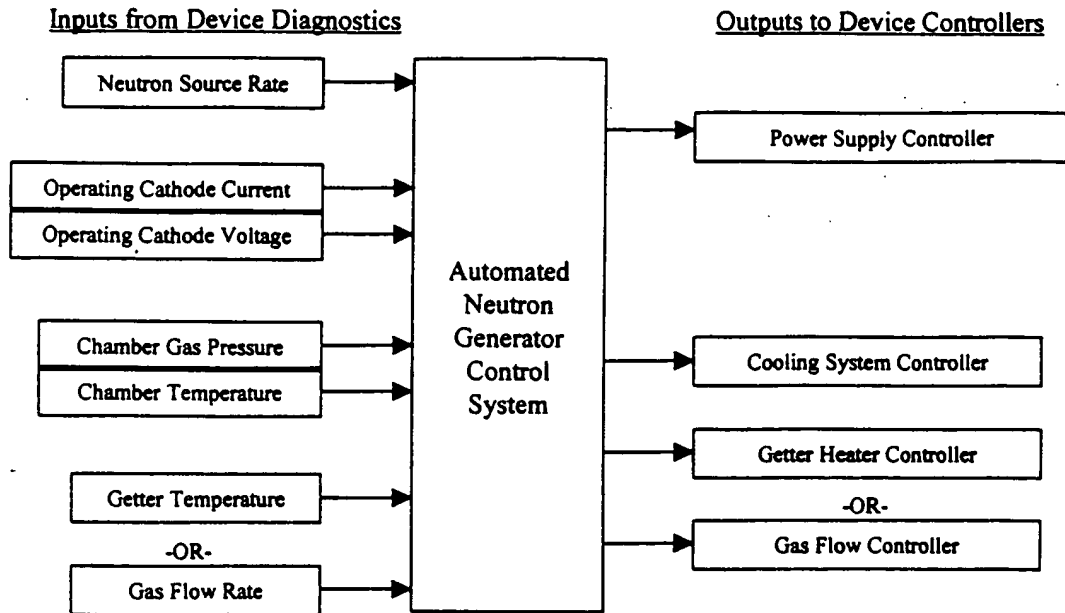 Inputs from Device Diagnostics
Neutron Source Rate
Operating Cathode Current
Operating Cathode Voltage
Chamber Gas Pressure
Chamber Temperature
Getter Temperature
-OR-
Gas Flow Rate
Automated
Neutron
Generator
Control
System
Outputs to Device Controllers
Power Supply Controller
Cooling System Controller
Getter Heater Controller
-OR-
Gas Flow Controller